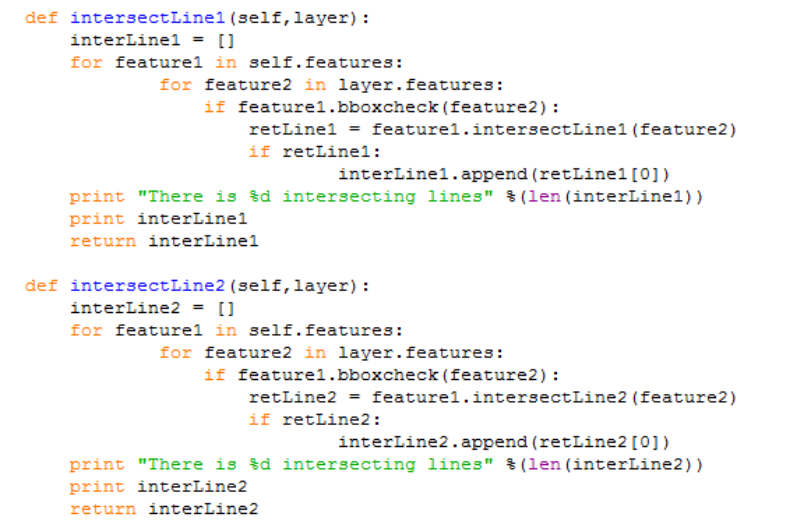 def intersectLine1(self,layer):
    interLine1 = []
    for feature1 in self.features:
            for feature2 in layer.features:
                if feature1.bboxcheck(feature2):
                    retLine1 = feature1.intersectLine1(feature2)
                    if retLine1:
                            interLine1.append(retLine1[0])
    print "There is %d intersecting lines" %(len(interLine1))
    print interLine1
    return interLine1

def intersectLine2(self,layer):
    interLine2 = []
    for feature1 in self.features:
            for feature2 in layer.features:
                if feature1.bboxcheck(feature2):
                    retLine2 = feature1.intersectLine2(feature2)
                    if retLine2:
                            interLine2.append(retLine2[0])
    print "There is %d intersecting lines" %(len(interLine2))
    print interLine2
    return interLine2